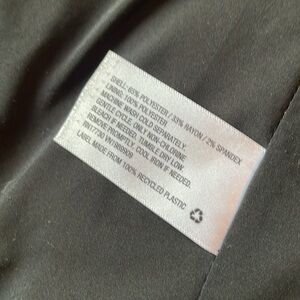 SHELL: 65% POLYESTER / 33% RAYON / 2% SPANDEX
LINING: 100% POLYESTER
MACHINE WASH COLD SEPARATELY.
GENTLE CYCLE. ONLY NON-CHLORINE
BLEACH IF NEEDED. TUMBLE DRY LOW.
REMOVE PROMPTLY. COOL IRON IF NEEDED.
LABEL MADE FROM 100% RECYCLED PLASTIC